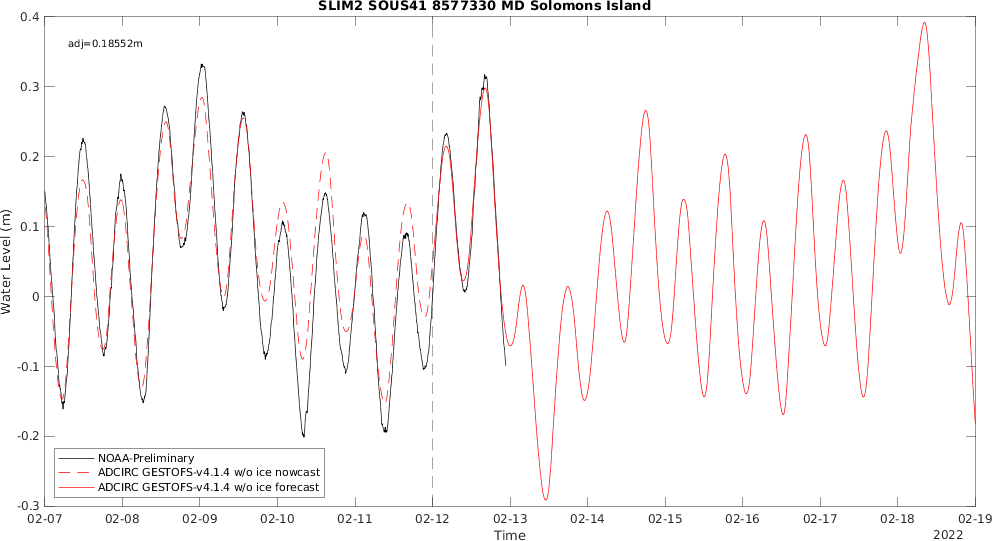 SLIM2 SOUS41 8577330 MD Solomons Island
adj=0.18552m
0.4
0.3
0.2
0.1
0
-0.1
-0.2
-0.3
Water Level (m)
NOAA-Preliminary
ADCIRC GESTOFS-v4.1.4 w/o ice nowcast
ADCIRC GESTOFS-v4.1.4 w/o ice forecast
02-07 02-08 02-09 02-10 02-11 02-12 02-13 02-14 02-15 02-16 02-17 02-18 02-19
Time
2022